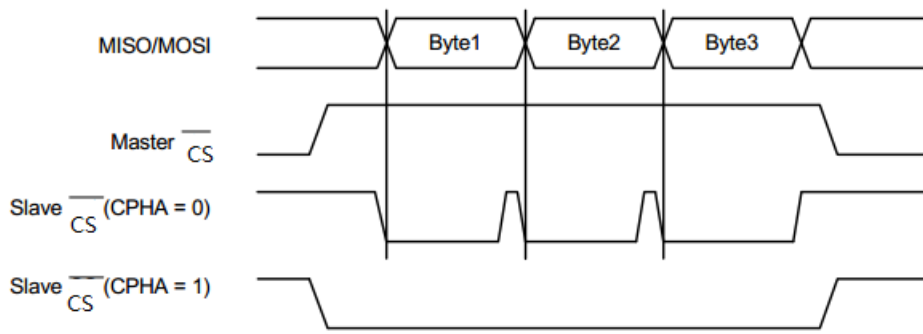 MISO/MOSI
Byte1
Byte2
Byte3
Master CS
Slave CS (CPHA = 0)
Slave CS (CPHA = 1)